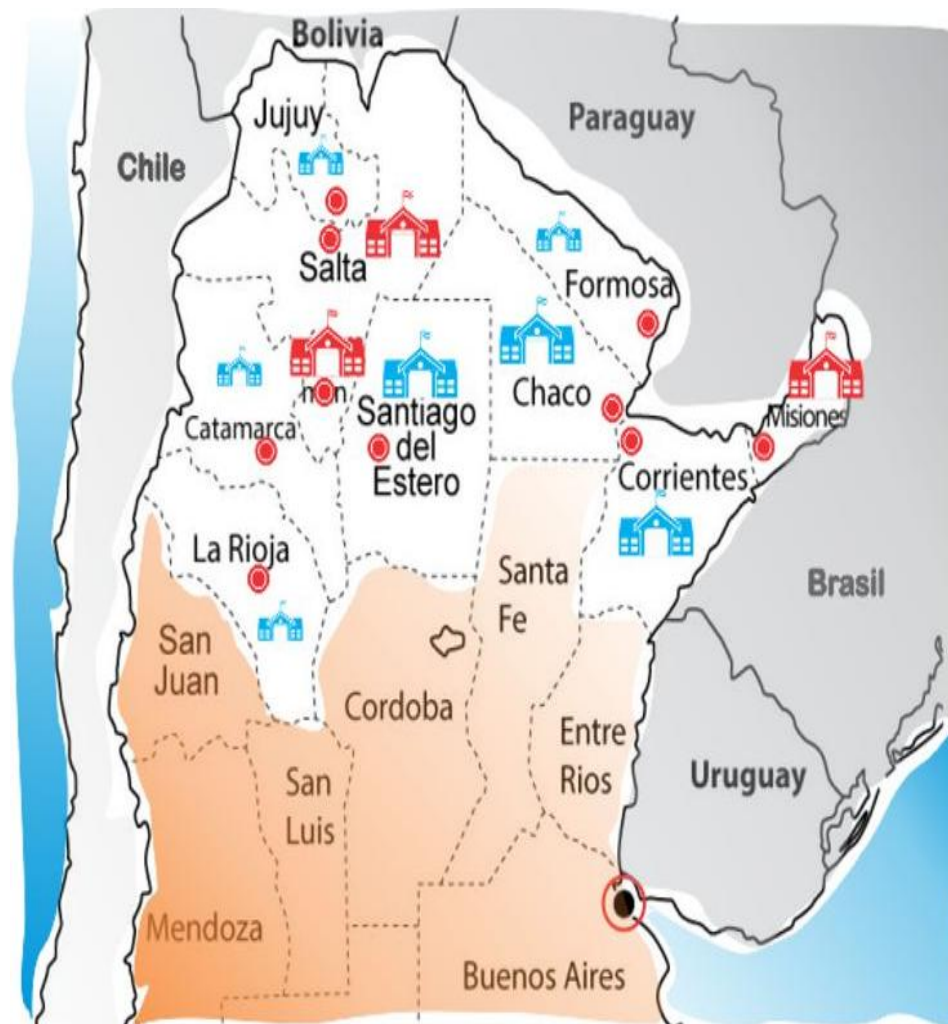 Bolivia
Jujuy
Paraguay
Chile
Salta
Formosa
Chaco
Misiones
Catamarca
Santiago
del
Estero
Corrientes
La Rioja
Santa
Fe
Brasil
San
Juan
Cordoba
Entre
Rios
San
Luis
Uruguay
Mendoza
Buenos Aires